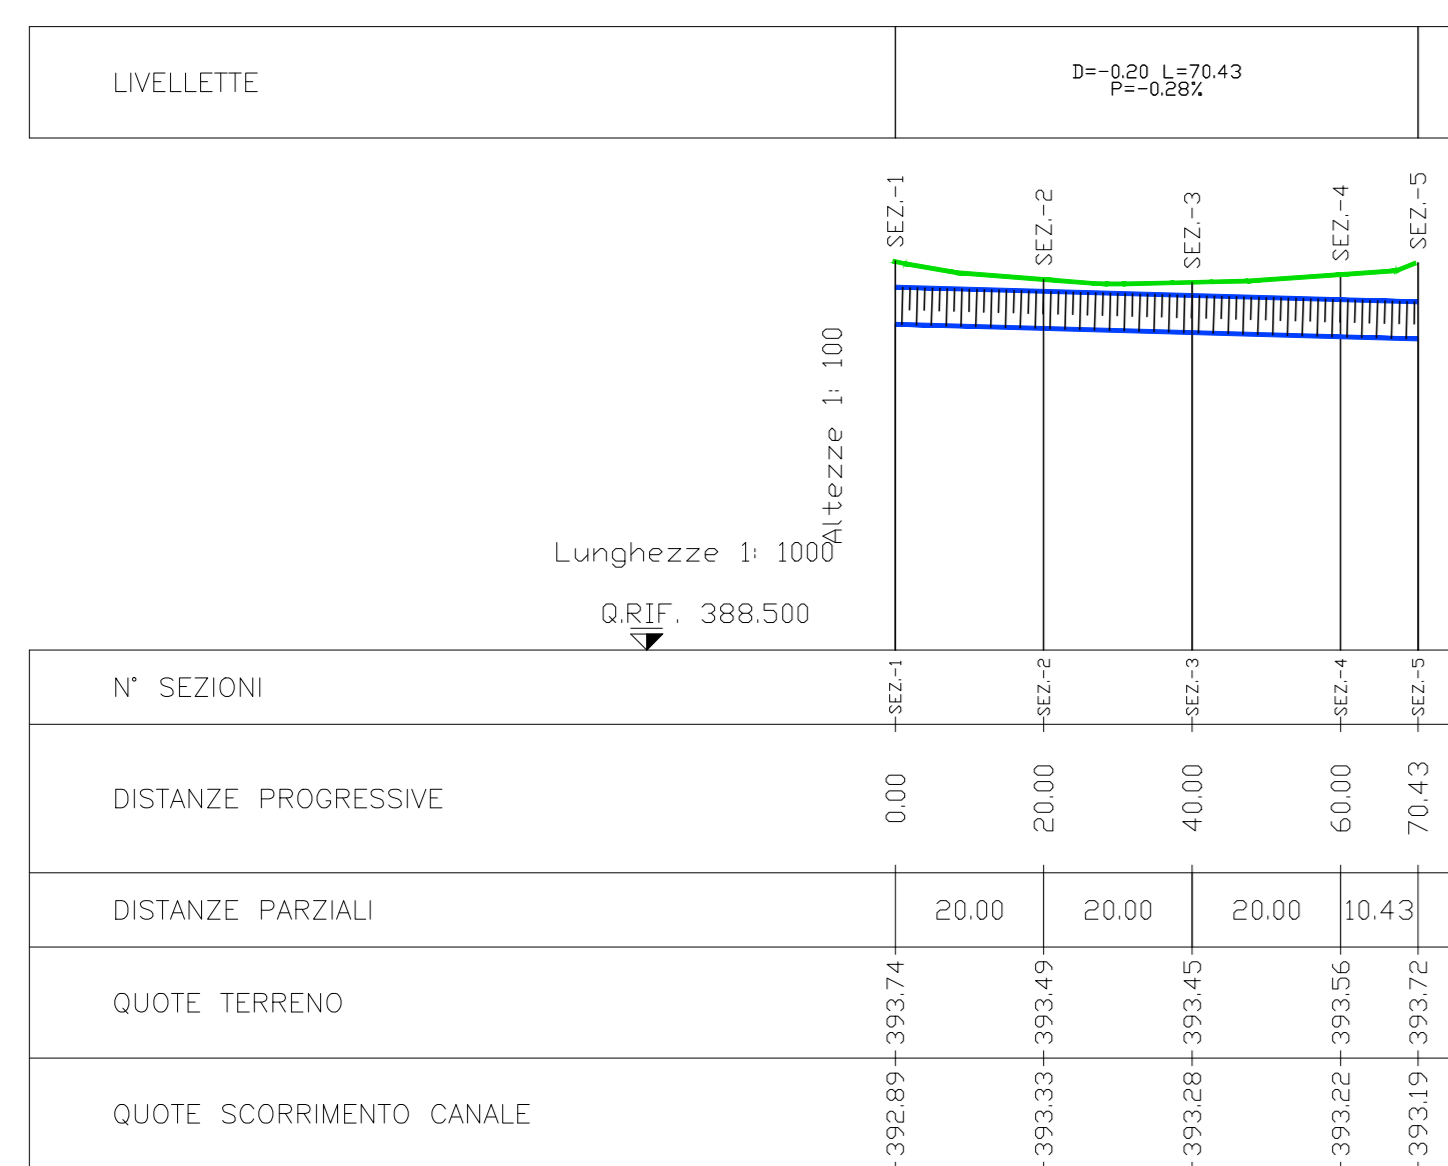 LIVELLETTE
D=-0.20 L=70.43
P=-0.28%
SEZ.-1
SEZ.-2
SEZ.-3
SEZ.-4
SEZ.-5
Altezze 1: 100
Lunghezze 1: 1000
Q.RIF. 388.500
N° SEZIONI
SEZ.-1
SEZ.-2
SEZ.-3
SEZ.-4
SEZ.-5
DISTANZE PROGRESSIVE
0.00
20.00
40.00
60.00
70.43
DISTANZE PARZIALI
20.00
20.00
20.00
10.43
QUOTE TERRENO
393.74
393.49
393.45
393.56
393.72
QUOTE SCORRIMENTO CANALE
392.89
393.33
393.28
393.22
393.19